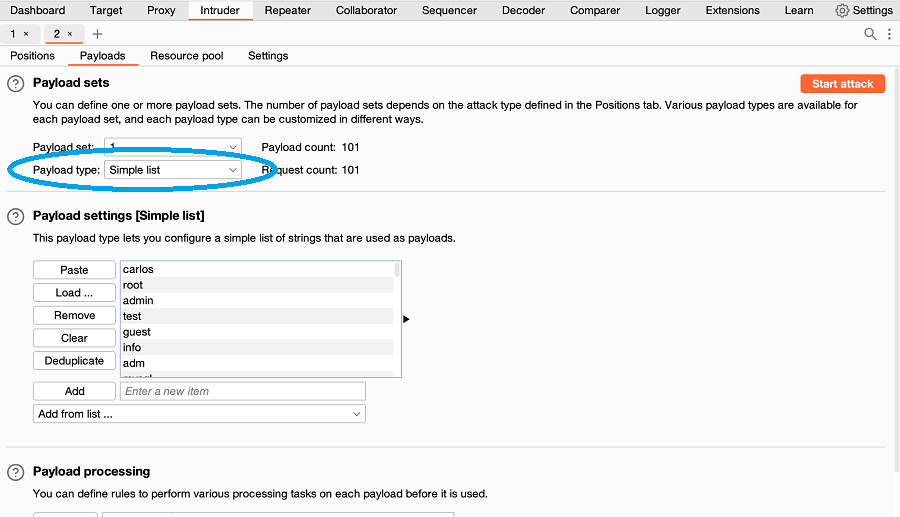 Dashboard Target Proxy Intruder Repeater Collaborator Sequencer Decoder Comparer Logger Extensions Learn Settings
1 × 2 × +
Positions Payloads Resource pool Settings
? Payload sets Start attack
You can define one or more payload sets. The number of payload sets depends on the attack type defined in the Positions tab. Various payload types are available for
each payload set, and each payload type can be customized in different ways.
Payload set: 1 Payload count: 101
Payload type: Simple list Request count: 101
? Payload settings [Simple list]
This payload type lets you configure a simple list of strings that are used as payloads.
Paste carlos
root
Load ... admin
Remove test
guest
Clear info
Deduplicate adm
Add Enter a new item
Add from list ...
? Payload processing
You can define rules to perform various processing tasks on each payload before it is used.